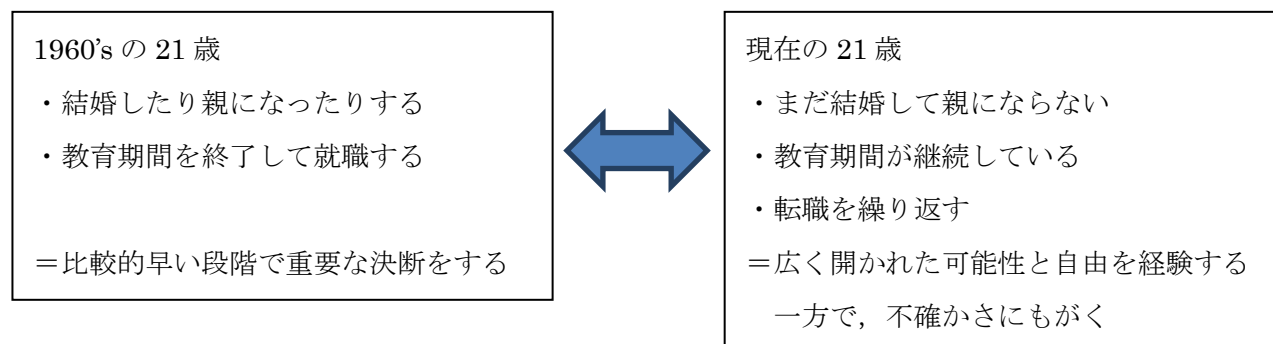 1960’s の 21 歳
・結婚したり親になったりする
・教育期間を終了して就職する
＝比較的早い段階で重要な決断をする
現在の 21 歳
・まだ結婚して親にならない
・教育期間が継続している
・転職を繰り返す
＝広く開かれた可能性と自由を経験する
一方で，不確かさにもがく